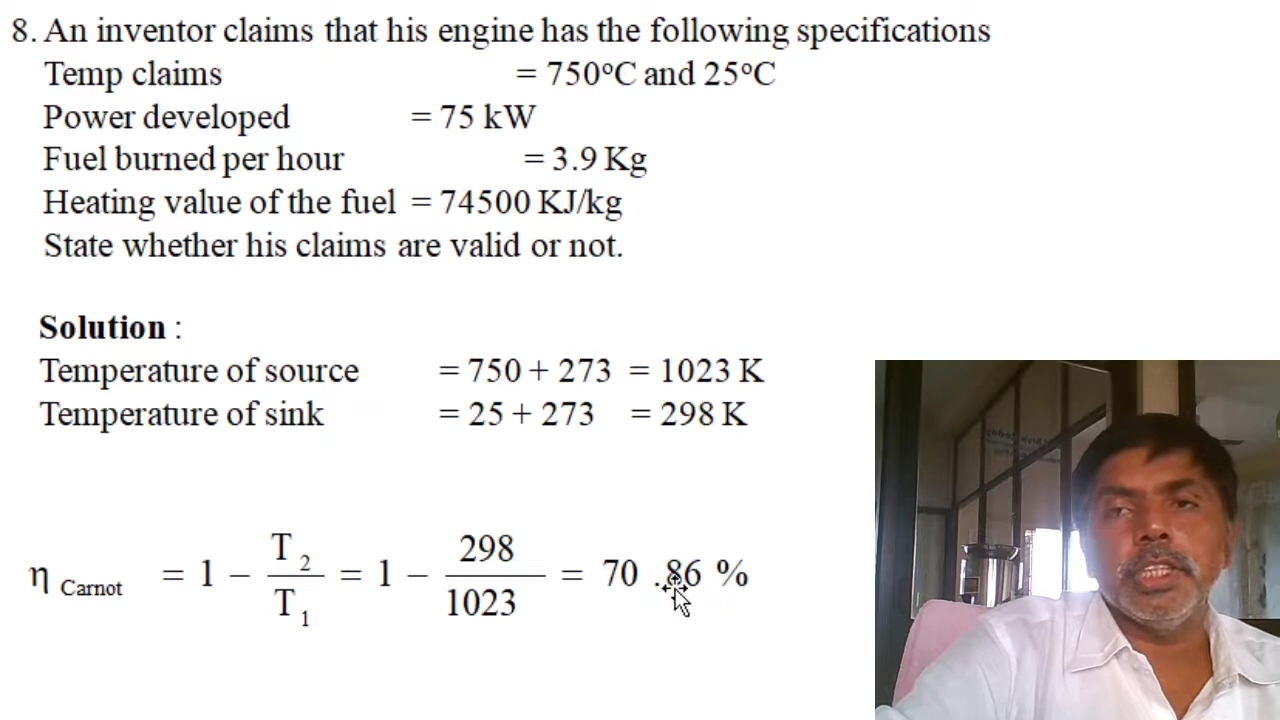 8. An inventor claims that his engine has the following specifications
Temp claims = 750°C and 25°C
Power developed = 75 kW
Fuel burned per hour = 3.9 Kg
Heating value of the fuel = 74500 KJ/kg
State whether his claims are valid or not.
Solution :
Temperature of source = 750 + 273 = 1023 K
Temperature of sink = 25 + 273 = 298 K
η Carnot = 1 − T 2 / T 1 = 1 − 298 / 1023 = 70 .86 %